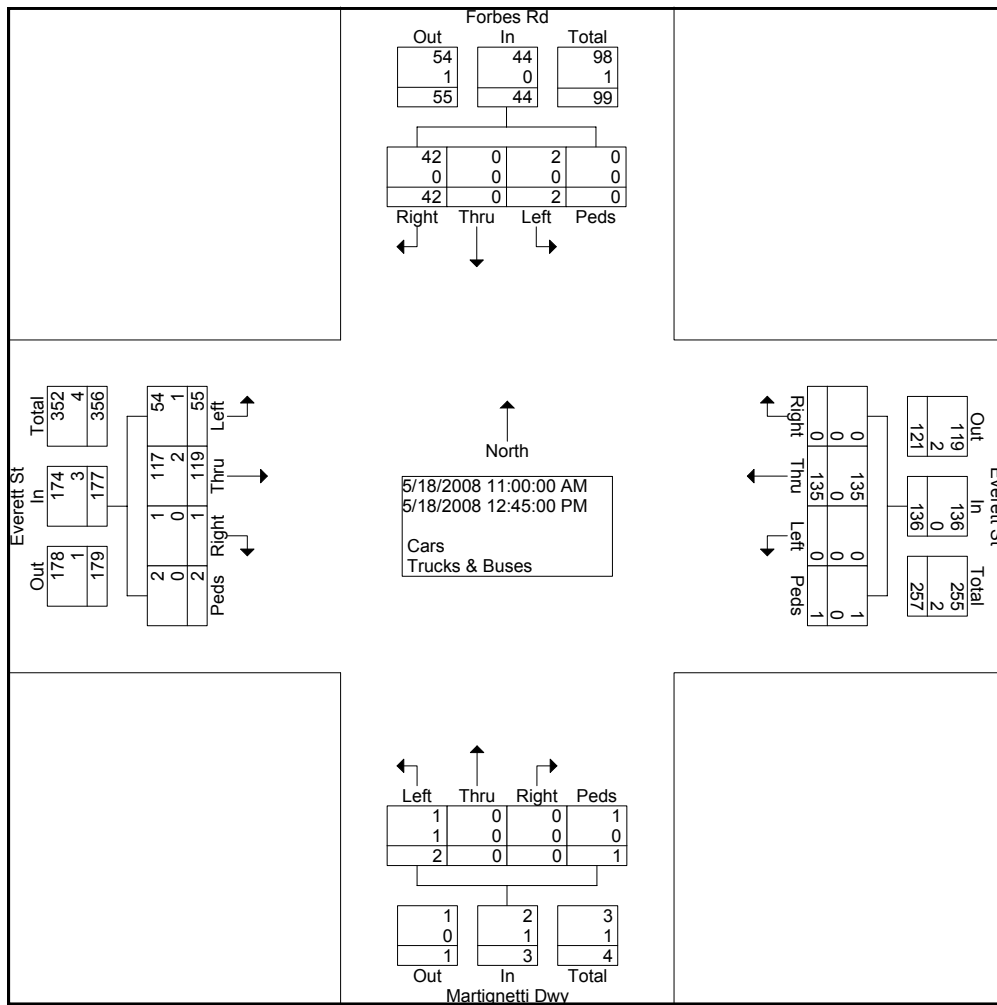 Forbes Rd
Out In Total
54 44 98
1 0 1
55 44 99
42 0 2 0
0 0 0 0
42 0 2 0
Right Thru Left Peds
Everett St
Total In Out
352 174 178
4 3 1
356 177 179
54 117 1 2
1 2 0 0
55 119 1 2
Left Thru Right Peds
North
5/18/2008 11:00:00 AM
5/18/2008 12:45:00 PM
Cars
Trucks & Buses
Right Thru Left Peds
0 135 0 1
0 0 0 0
0 135 0 1
Out In Total
119 136 255
2 0 2
121 136 257
Everett St
Left Thru Right Peds
1 0 0 1
1 0 0 0
2 0 0 1
1 2 3
0 1 1
1 3 4
Out In Total
Martignetti Dwy